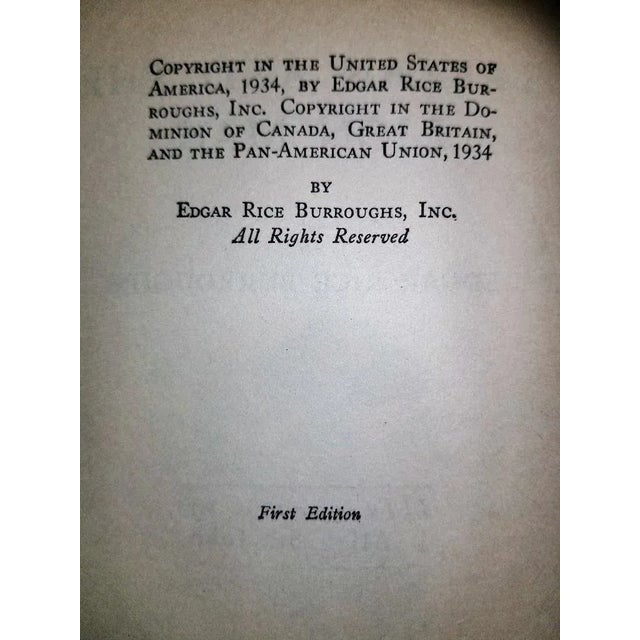 Copyright in the United States of
America, 1934, by Edgar Rice Bur-
roughs, Inc. Copyright in the Do-
minion of Canada, Great Britain,
and the Pan-American Union, 1934
by
Edgar Rice Burroughs, Inc.
All Rights Reserved
First Edition